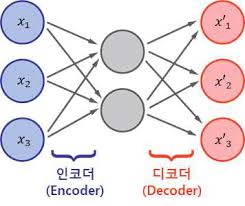 x₁ x′₁
x₂ x′₂
x₃ x′₃
인코더 디코더
(Encoder) (Decoder)